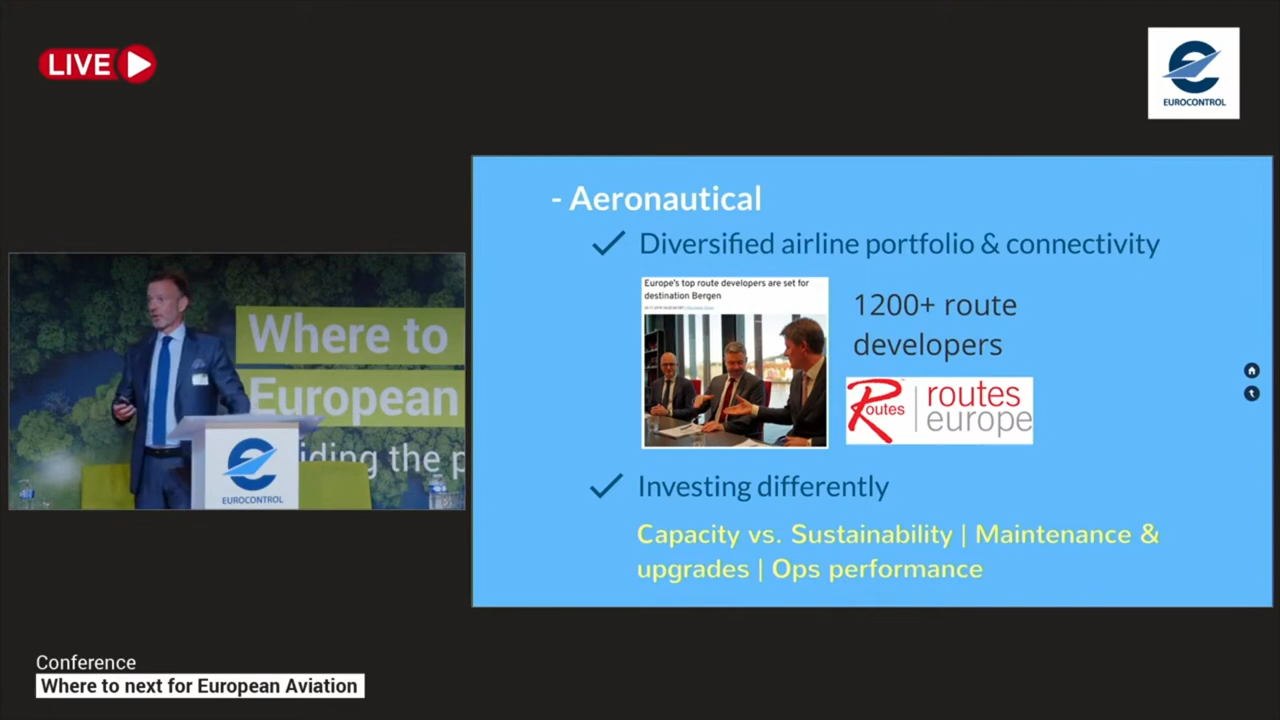 LIVE
EUROCONTROL
- Aeronautical
Diversified airline portfolio & connectivity
Europe's top route developers are set for
destination Bergen
1200+ route
developers
Routes
routes
europe
Investing differently
Capacity vs. Sustainability | Maintenance &
upgrades | Ops performance
Where to
European
iding the p
EUROCONTROL
Conference
Where to next for European Aviation